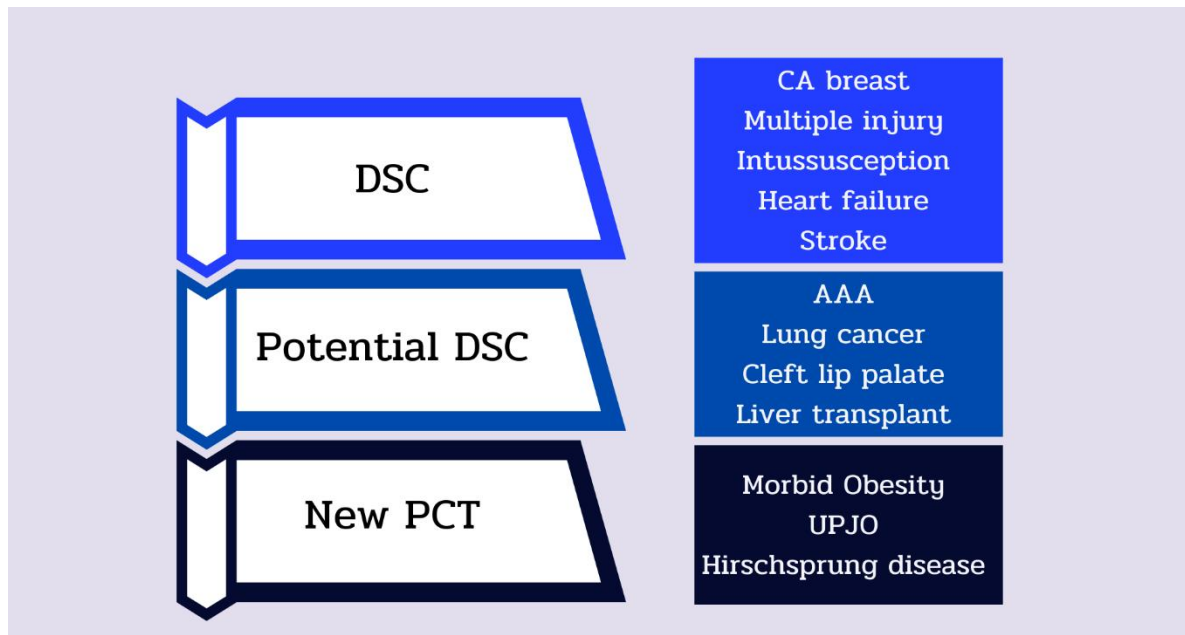 DSC
CA breast
Multiple injury
Intussusception
Heart failure
Stroke
Potential DSC
AAA
Lung cancer
Cleft lip palate
Liver transplant
New PCT
Morbid Obesity
UPJO
Hirschsprung disease